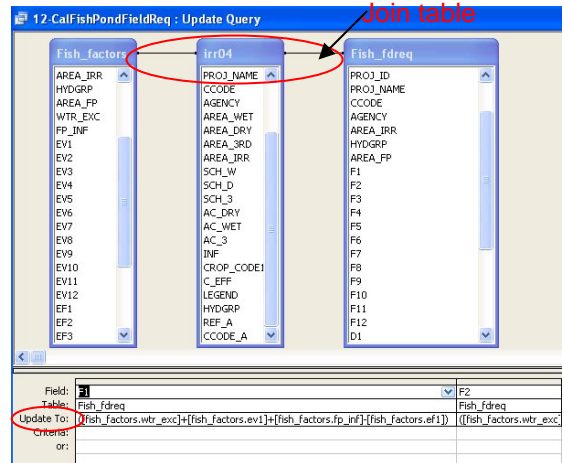 12-CalFishPondFieldReq : Update Query
Join table
Fish_factors
AREA_IRR
HYDGRP
AREA_FP
WTR_EXC
FP_INF
EV1
EV2
EV3
EV4
EV5
EV6
EV7
EV8
EV9
EV10
EV11
EV12
EF1
EF2
EF3
irr04
PROJ_NAME
CCODE
AGENCY
AREA_WET
AREA_DRY
AREA_3RD
AREA_IRR
SCH_W
SCH_D
SCH_3
AC_DRY
AC_WET
AC_3
INF
CROP_CODE1
C_EFF
LEGEND
HYDGRP
REF_A
CCODE_A
Fish_fdreq
PROJ_ID
PROJ_NAME
CCODE
AGENCY
AREA_IRR
HYDGRP
AREA_FP
F1
F2
F3
F4
F5
F6
F7
F8
F9
F10
F11
F12
D1
Field: F1 F2
Table: Fish_fdreq Fish_fdreq
Update To: ([fish_factors.wtr_exc]+[fish_factors.ev1]+[fish_factors.fp_inf]-[fish_factors.ef1]) ([fish_factors.wtr_exc]
Criteria:
or: